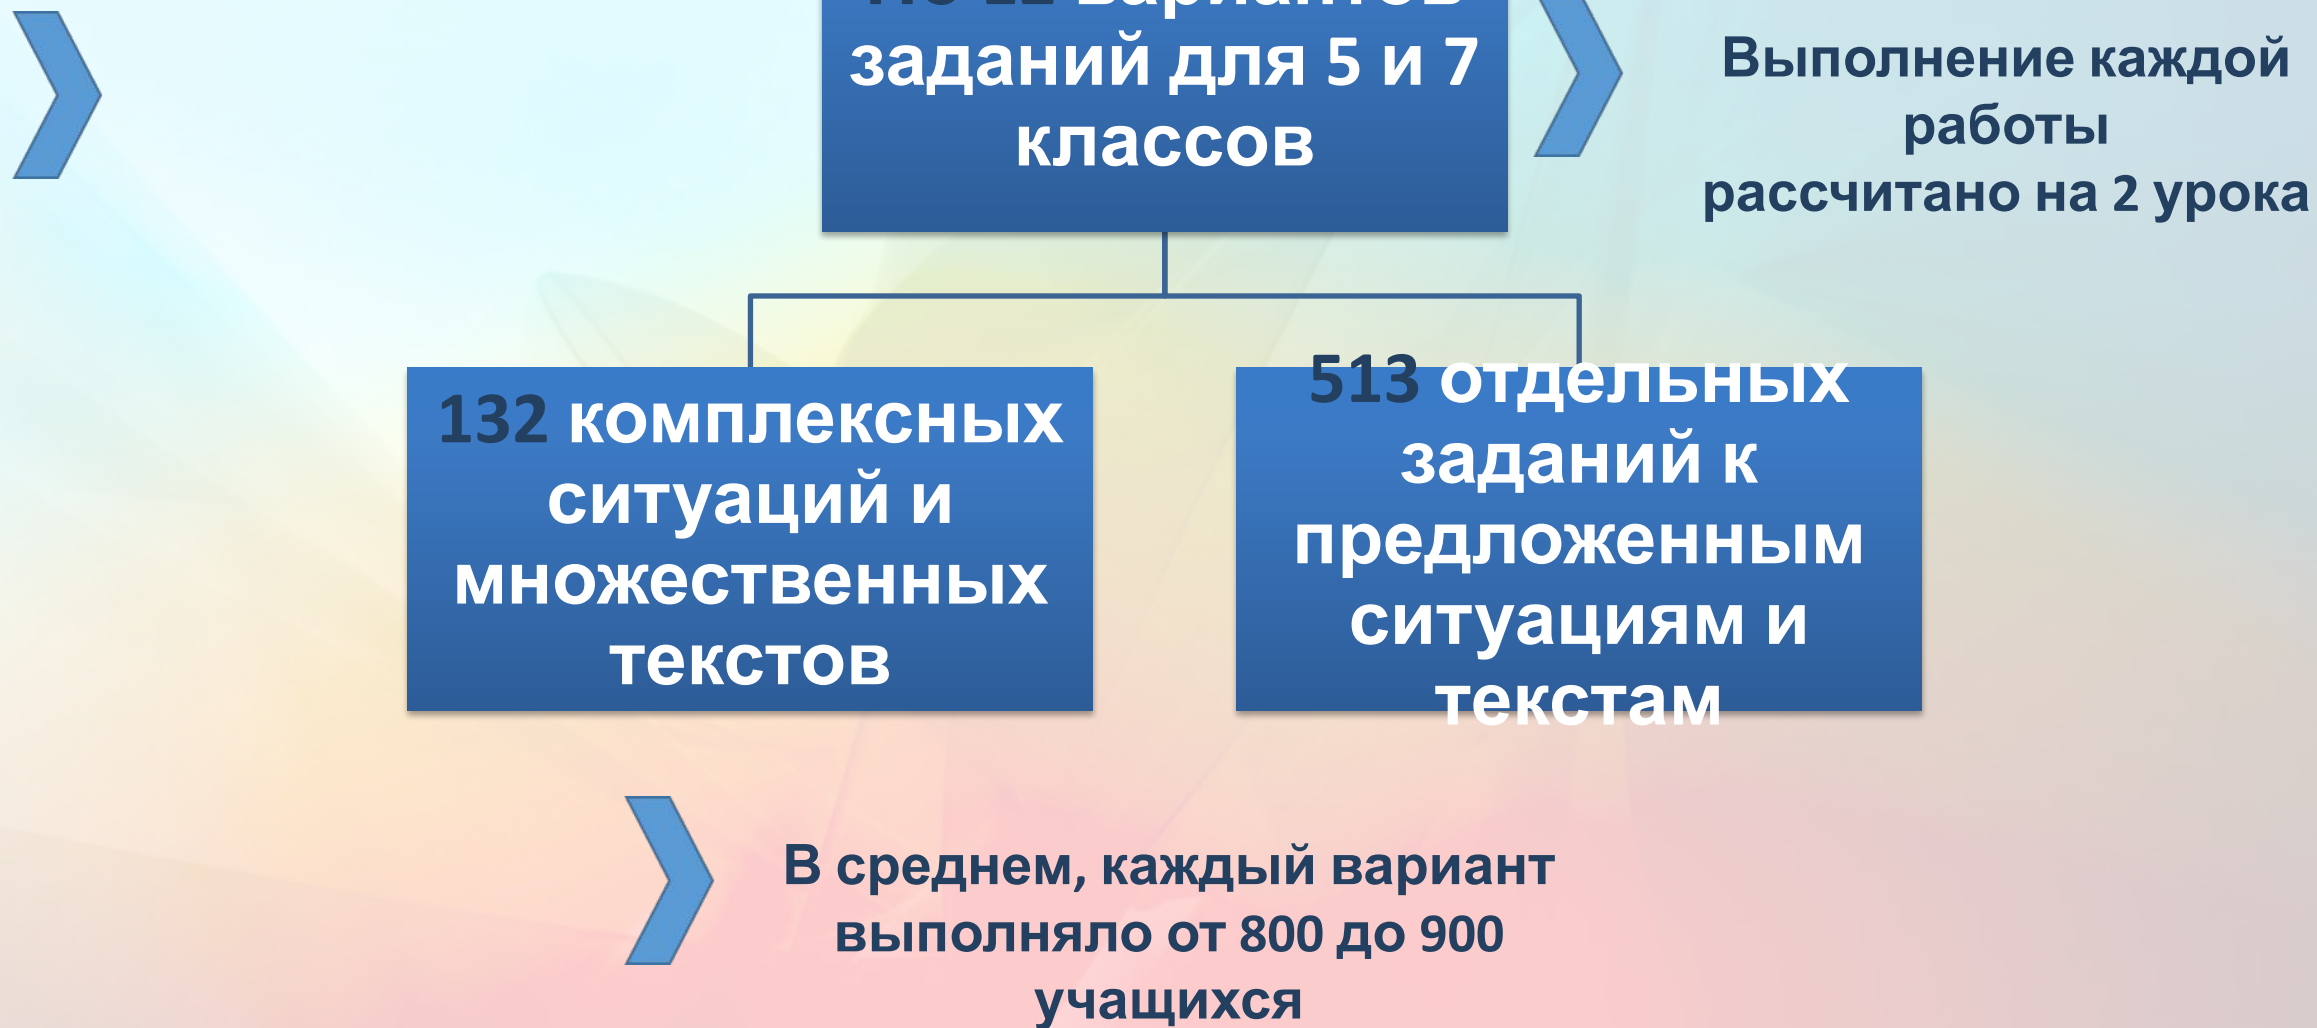 вариантов
заданий для 5 и 7
классов
Выполнение каждой
работы
рассчитано на 2 урока
132 комплексных
ситуаций и
множественных
текстов
513 отдельных
заданий к
предложенным
ситуациям и
текстам
В среднем, каждый вариант
выполняло от 800 до 900
учащихся